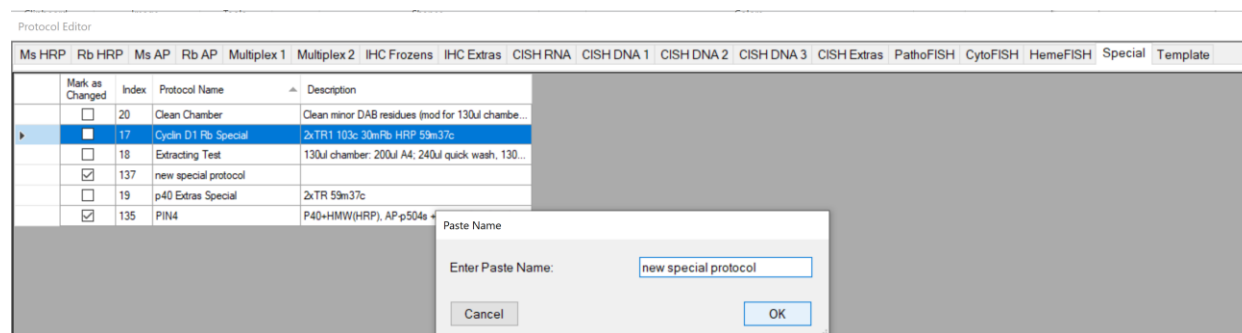 Protocol Editor
Ms HRP Rb HRP Ms AP Rb AP Multiplex 1 Multiplex 2 IHC Frozens IHC Extras CISH RNA CISH DNA 1 CISH DNA 2 CISH DNA 3 CISH Extras PathoFISH CytoFISH HemeFISH Special Template
Mark as Changed Index Protocol Name Description
20 Clean Chamber Clean minor DAB residues (mod for 130ul chambe...
17 Cyclin D1 Rb Special 2xTR1 103c 30mRb HRP 59m37c
18 Extracting Test 130ul chamber: 200ul A4; 240ul quick wash, 130...
137 new special protocol
19 p40 Extras Special 2xTR 59m37c
135 PIN4 P40+HMW(HRP), AP-p504s +
Paste Name
Enter Paste Name: new special protocol
Cancel OK